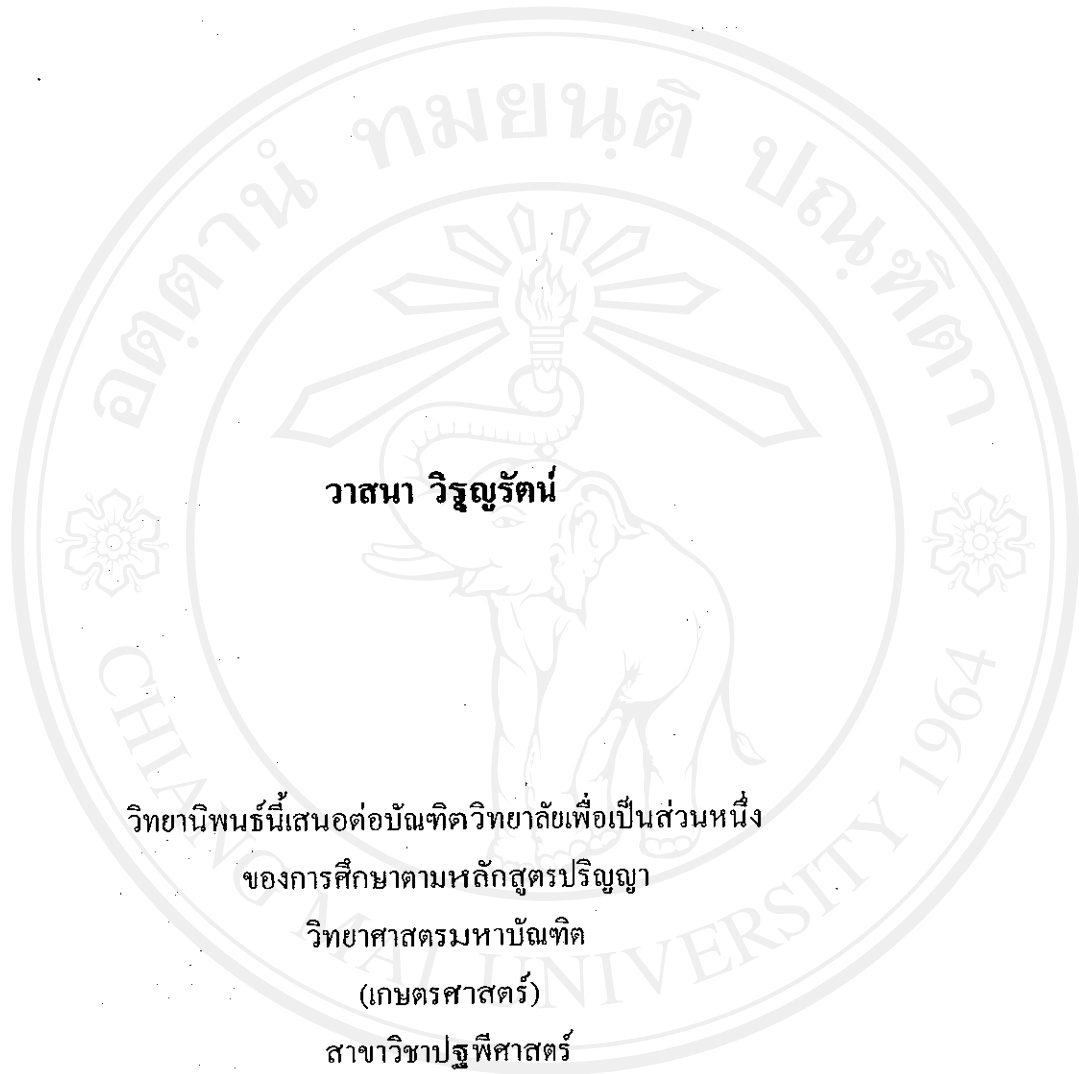 อตฺตานํ ทมยนฺติ ปณฺฑิตา
วาสนา วิรุญรัตน์
วิทยานิพนธ์นี้เสนอต่อบัณฑิตวิทยาลัยเพื่อเป็นส่วนหนึ่ง
ของการศึกษาตามหลักสูตรปริญญา
วิทยาศาสตรมหาบัณฑิต
(เกษตรศาสตร์)
สาขาวิชาปฐพีศาสตร์
CHIANG MAI UNIVERSITY 1964